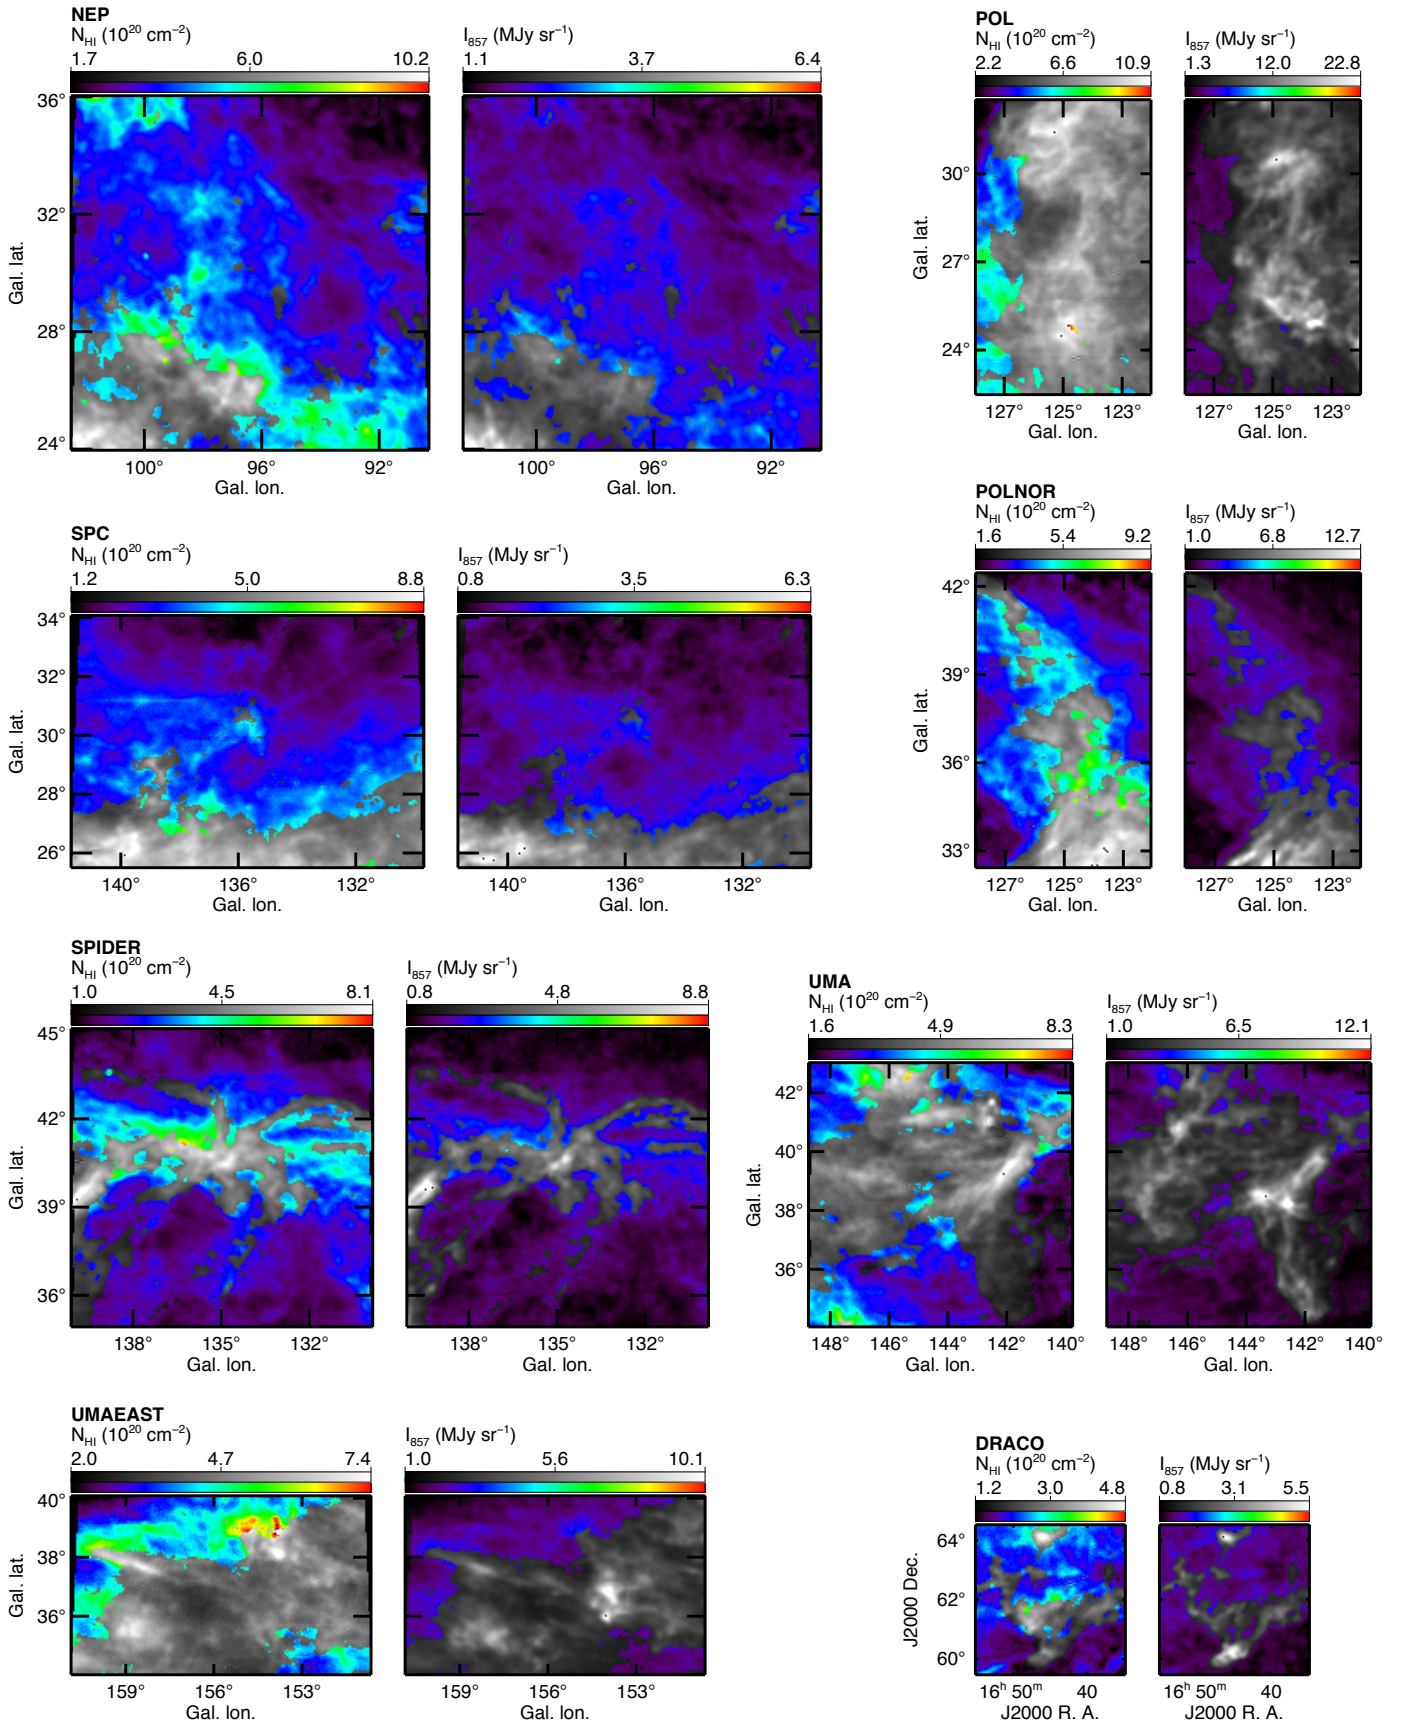 NEP
N_HI (10^20 cm^−2) I_857 (MJy sr^−1)
1.7 6.0 10.2 1.1 3.7 6.4
36°
32°
28°
24°
Gal. lat.
100° 96° 92° 100° 96° 92°
Gal. lon. Gal. lon.
POL
N_HI (10^20 cm^−2) I_857 (MJy sr^−1)
2.2 6.6 10.9 1.3 12.0 22.8
30°
27°
24°
Gal. lat.
127° 125° 123° 127° 125° 123°
Gal. lon. Gal. lon.
SPC
N_HI (10^20 cm^−2) I_857 (MJy sr^−1)
1.2 5.0 8.8 0.8 3.5 6.3
34°
32°
30°
28°
26°
Gal. lat.
140° 136° 132° 140° 136° 132°
Gal. lon. Gal. lon.
POLNOR
N_HI (10^20 cm^−2) I_857 (MJy sr^−1)
1.6 5.4 9.2 1.0 6.8 12.7
42°
39°
36°
33°
Gal. lat.
127° 125° 123° 127° 125° 123°
Gal. lon. Gal. lon.
SPIDER
N_HI (10^20 cm^−2) I_857 (MJy sr^−1)
1.0 4.5 8.1 0.8 4.8 8.8
45°
42°
39°
36°
Gal. lat.
138° 135° 132° 138° 135° 132°
Gal. lon. Gal. lon.
UMA
N_HI (10^20 cm^−2) I_857 (MJy sr^−1)
1.6 4.9 8.3 1.0 6.5 12.1
42°
40°
38°
36°
Gal. lat.
148° 146° 144° 142° 140° 148° 146° 144° 142° 140°
Gal. lon. Gal. lon.
UMAEAST
N_HI (10^20 cm^−2) I_857 (MJy sr^−1)
2.0 4.7 7.4 1.0 5.6 10.1
40°
38°
36°
Gal. lat.
159° 156° 153° 159° 156° 153°
Gal. lon. Gal. lon.
DRACO
N_HI (10^20 cm^−2) I_857 (MJy sr^−1)
1.2 3.0 4.8 0.8 3.1 5.5
64°
62°
60°
J2000 Dec.
16^h 50^m 40 16^h 50^m 40
J2000 R. A. J2000 R. A.